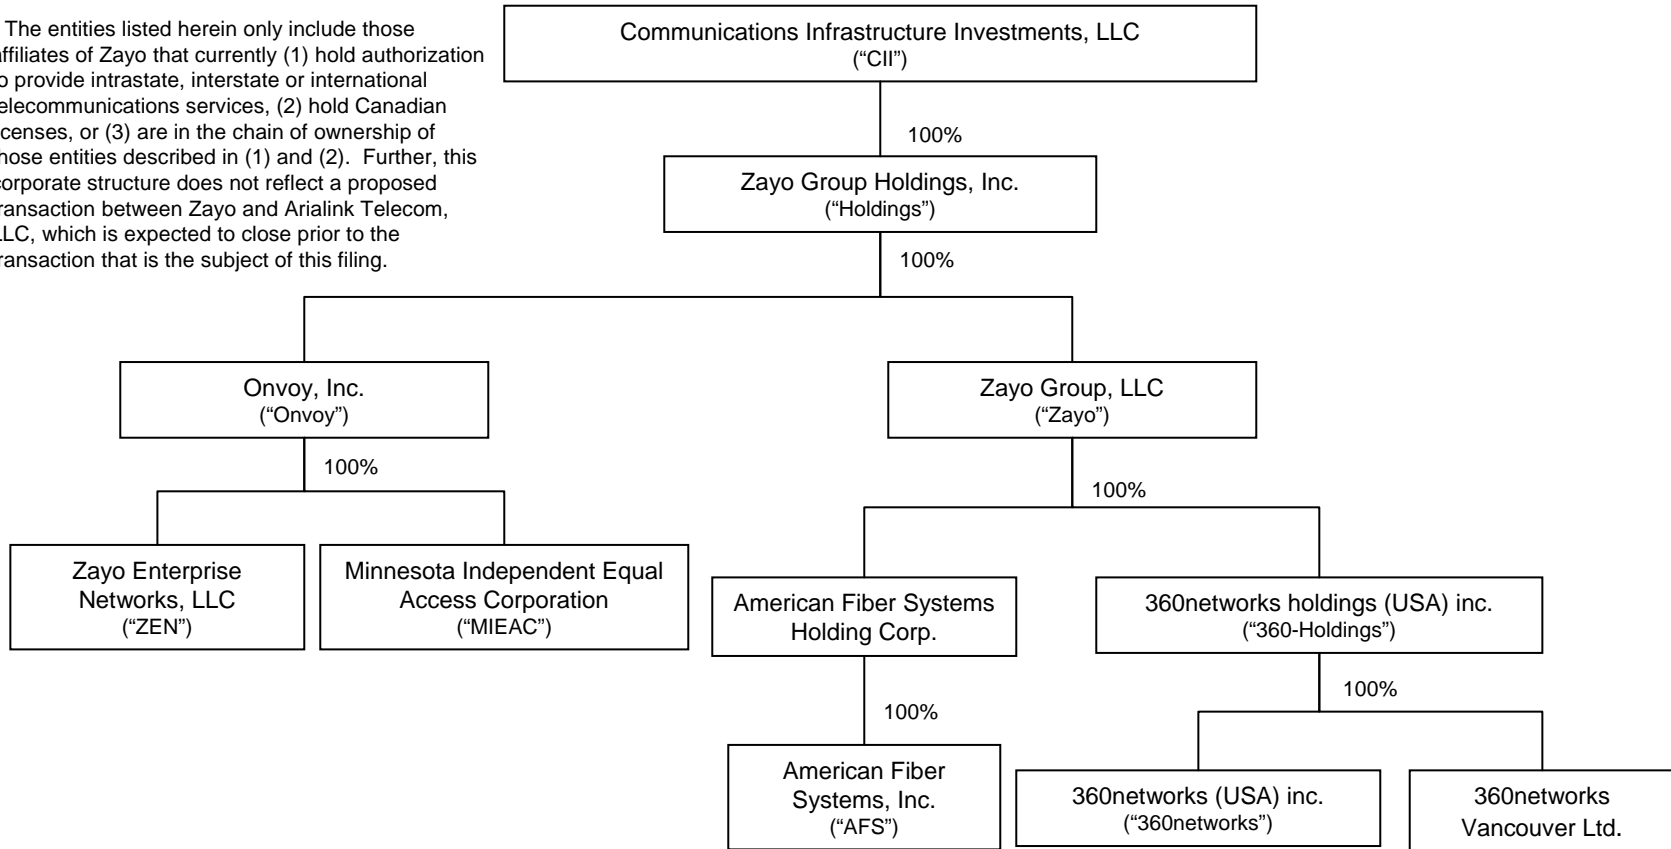 The entities listed herein only include those
affiliates of Zayo that currently (1) hold authorization
to provide intrastate, interstate or international
telecommunications services, (2) hold Canadian
licenses, or (3) are in the chain of ownership of
those entities described in (1) and (2).  Further, this
corporate structure does not reflect a proposed
transaction between Zayo and Arialink Telecom,
LLC, which is expected to close prior to the
transaction that is the subject of this filing.
Communications Infrastructure Investments, LLC
(“CII”)
100%
Zayo Group Holdings, Inc.
(“Holdings”)
100%
Onvoy, Inc.
(“Onvoy”)
Zayo Group, LLC
(“Zayo”)
100%
100%
Zayo Enterprise
Networks, LLC
(“ZEN”)
Minnesota Independent Equal
Access Corporation
(“MIEAC”)
American Fiber Systems
Holding Corp.
360networks holdings (USA) inc.
(“360-Holdings”)
100%
100%
American Fiber
Systems, Inc.
(“AFS”)
360networks (USA) inc.
(“360networks”)
360networks
Vancouver Ltd.